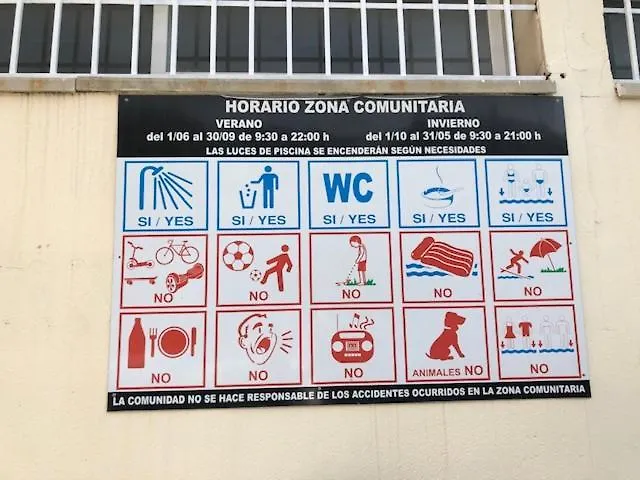 HORARIO ZONA COMUNITARIA
VERANO INVIERNO
del 1/06 al 30/09 de 9:30 a 22:00 h del 1/10 al 31/05 de 9:30 a 21:00 h
LAS LUCES DE PISCINA SE ENCENDERÁN SEGÚN NECESIDADES
WC
SI / YES SI / YES SI / YES SI / YES SI / YES
NO NO NO NO NO
NO NO NO ANIMALES NO NO
LA COMUNIDAD NO SE HACE RESPONSABLE DE LOS ACCIDENTES OCURRIDOS EN LA ZONA COMUNITARIA